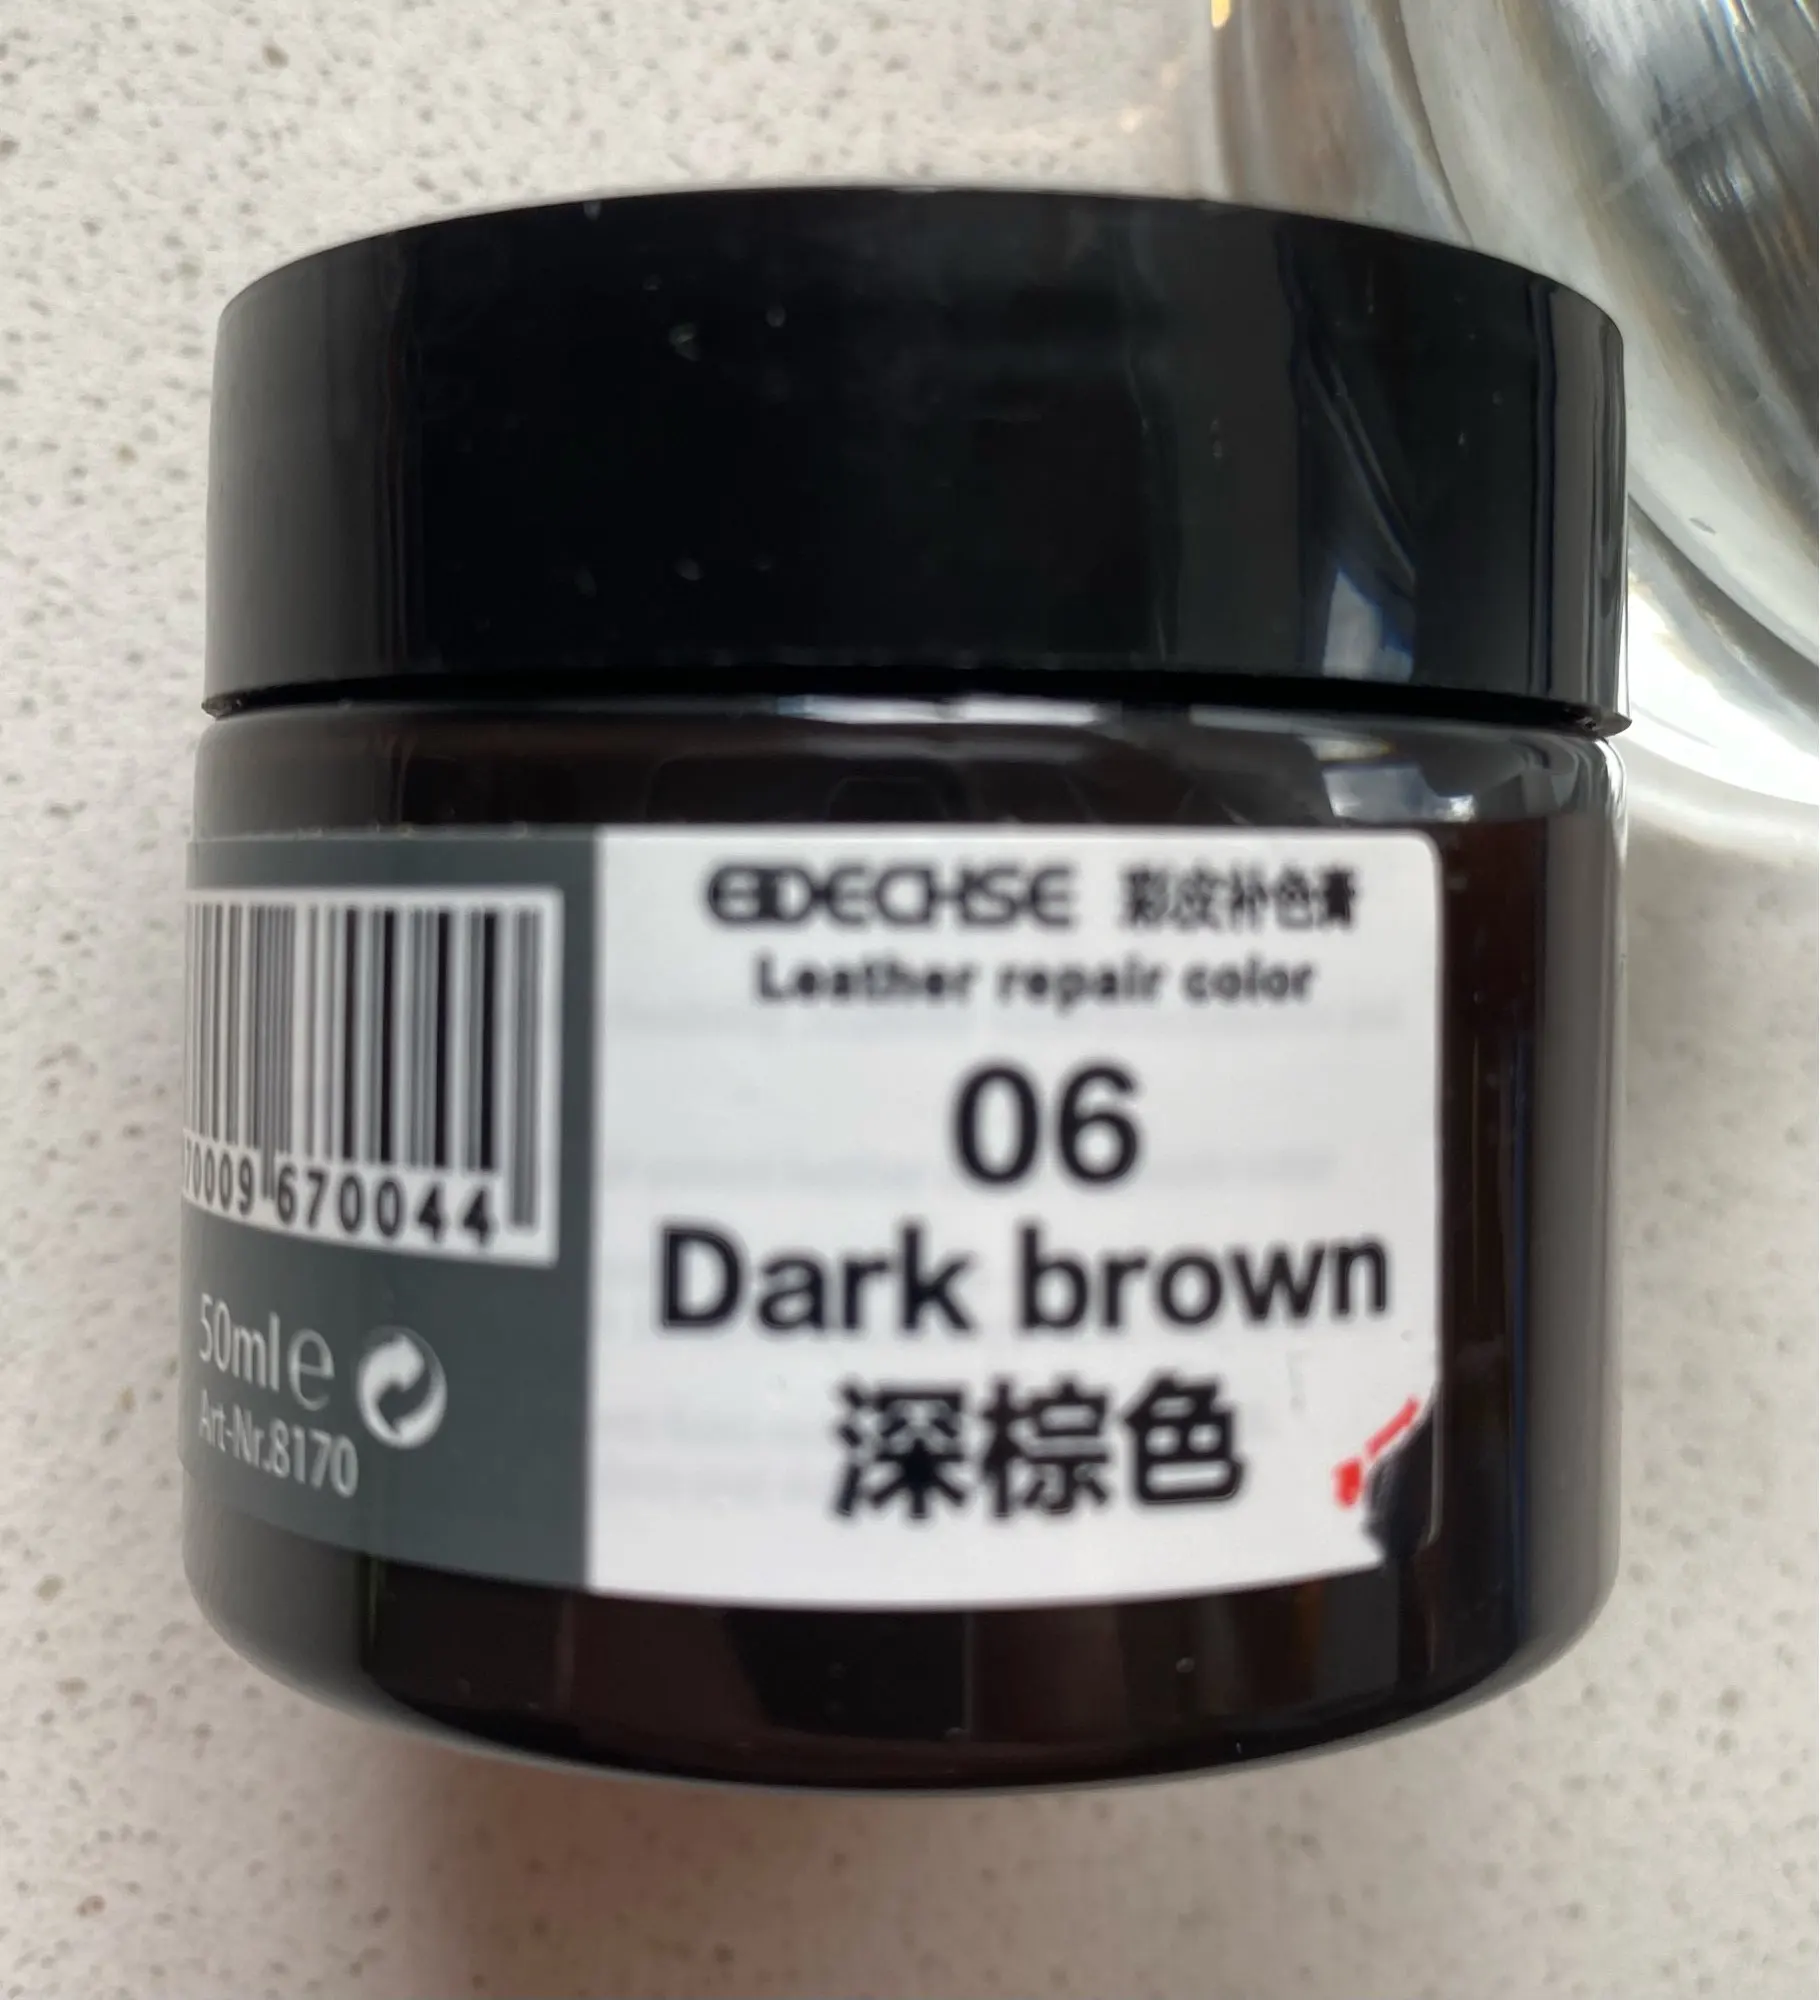 70009 670044
50ml e
Art-Nr.8170
EIDECHSE 彩皮补色膏
Leather repair color
06
Dark brown
深棕色